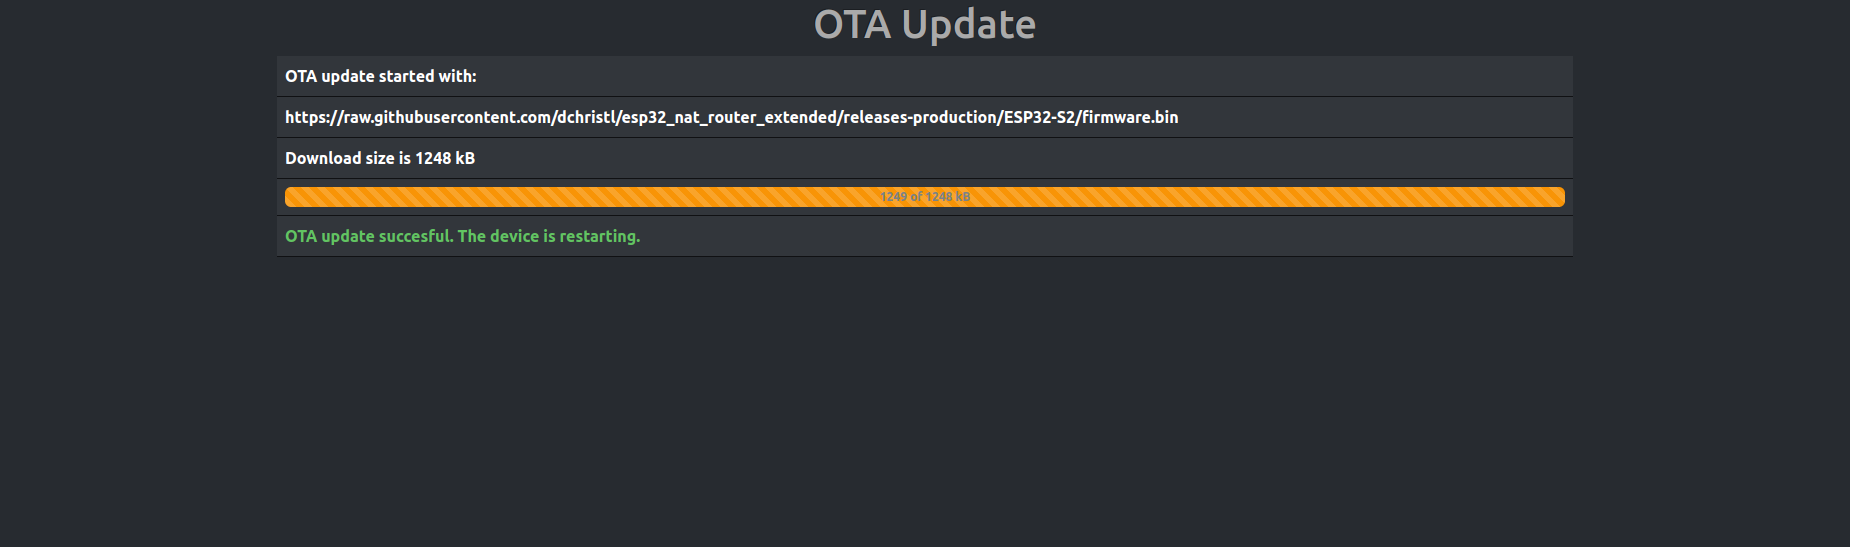 OTA Update
OTA update started with:
https://raw.githubusercontent.com/dchristl/esp32_nat_router_extended/releases-production/ESP32-S2/firmware.bin
Download size is 1248 kB
1249 of 1248 kB
OTA update succesful. The device is restarting.